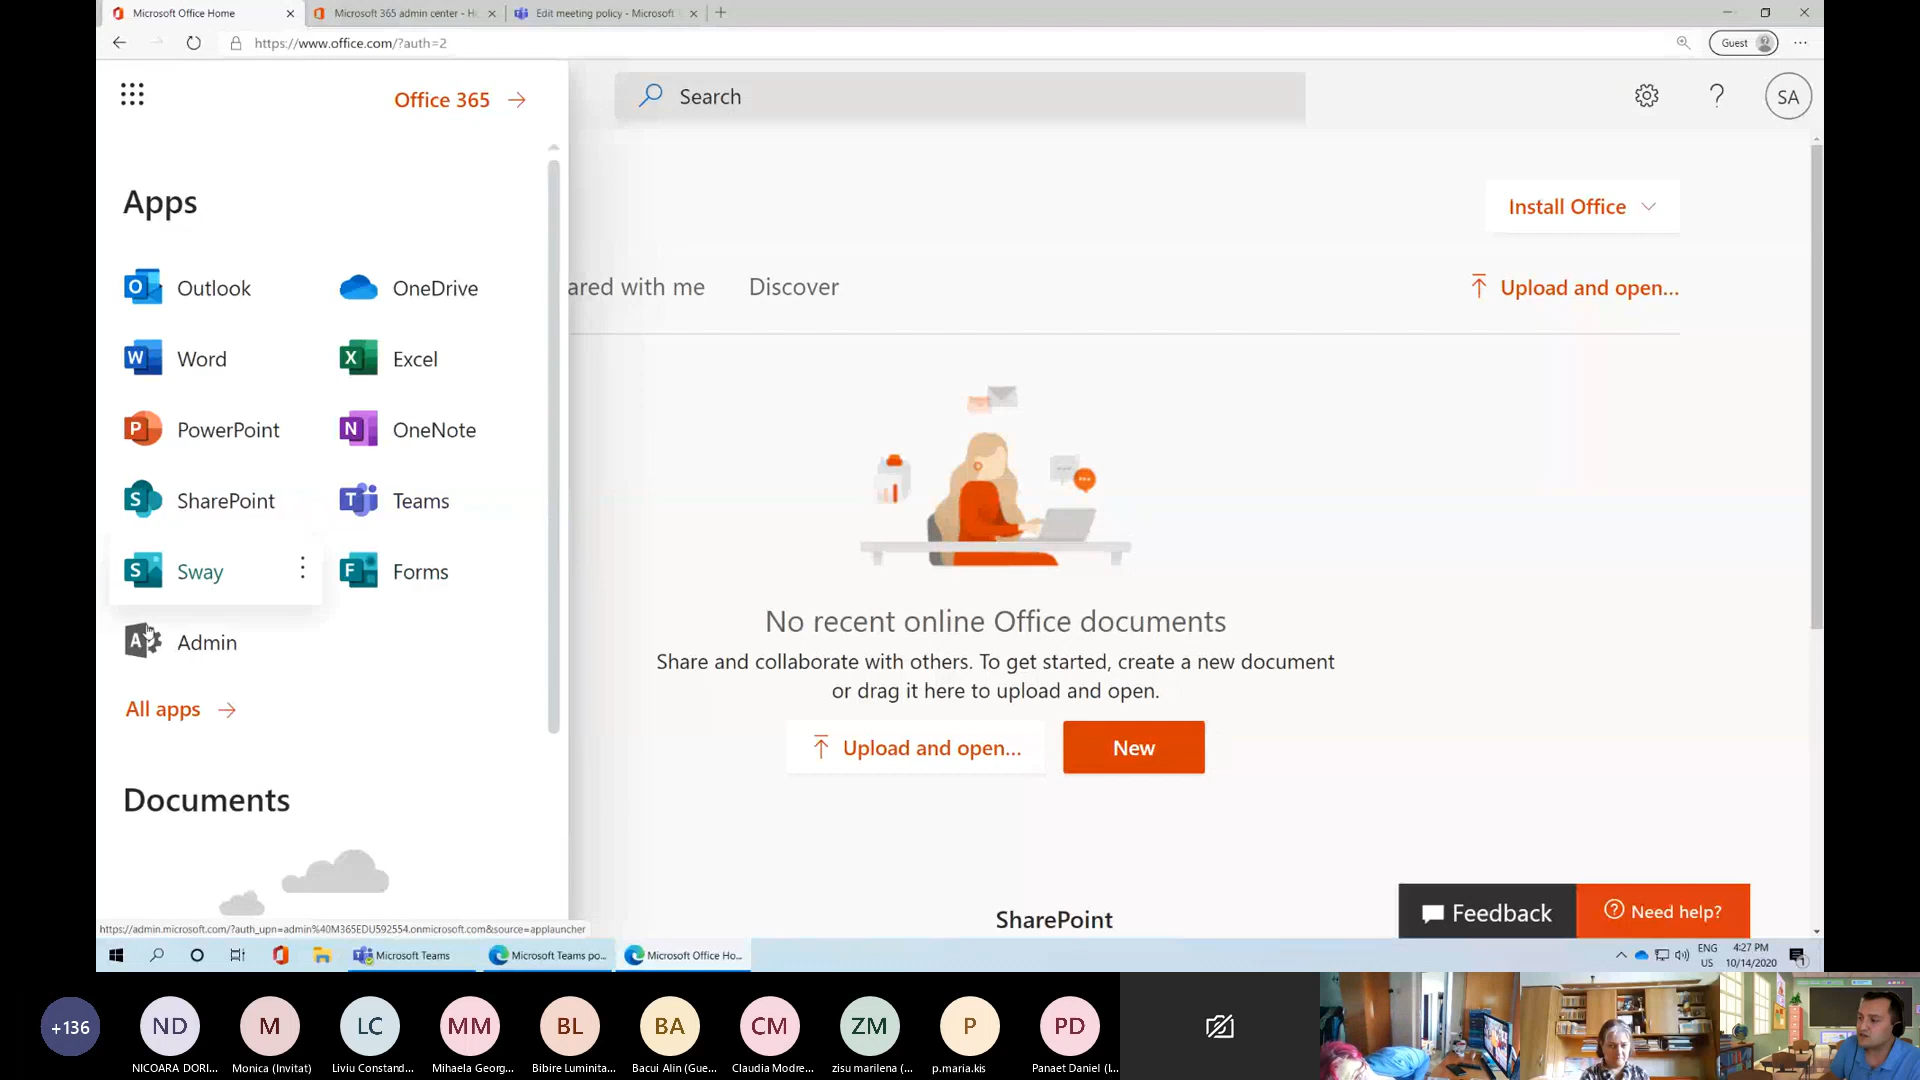 Microsoft Office Home
Microsoft 365 admin center - H
Edit meeting policy - Microsoft
https://www.office.com/?auth=2
Guest
Office 365
Search
SA
Apps
Install Office
Outlook
OneDrive
ared with me
Discover
Upload and open...
Word
Excel
PowerPoint
OneNote
SharePoint
Teams
Sway
Forms
Admin
All apps
No recent online Office documents
Share and collaborate with others. To get started, create a new document
or drag it here to upload and open.
Upload and open...
New
Documents
SharePoint
Feedback
Need help?
https://admin.microsoft.com/?auth_upn=admin%40M365EDU592554.onmicrosoft.com&source=applauncher
Microsoft Teams
Microsoft Teams po...
Microsoft Office Ho...
ENG
US
4:27 PM
10/14/2020
1
+136
ND
M
LC
MM
BL
BA
CM
ZM
P
PD
NICOARA DORI...
Monica (Invitat)
Liviu Constand...
Mihaela Georg...
Bibire Luminita...
Bacui Alin (Gue...
Claudia Modre...
zisu marilena (...
p.maria.kis
Panaet Daniel (I...